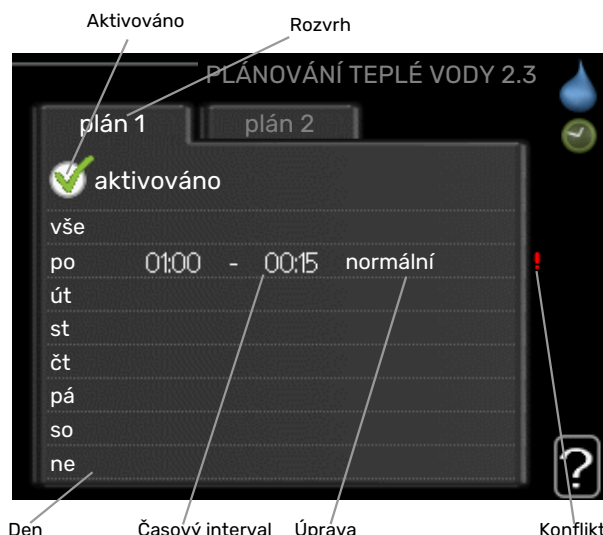 Aktivováno Rozvrh
PLÁNOVÁNÍ TEPLÉ VODY 2.3
plán 1 plán 2
aktivováno
vše
po 01:00 - 00:15 normální !
út
st
čt
pá
so
ne
?
Den Časový interval Úprava Konflikt